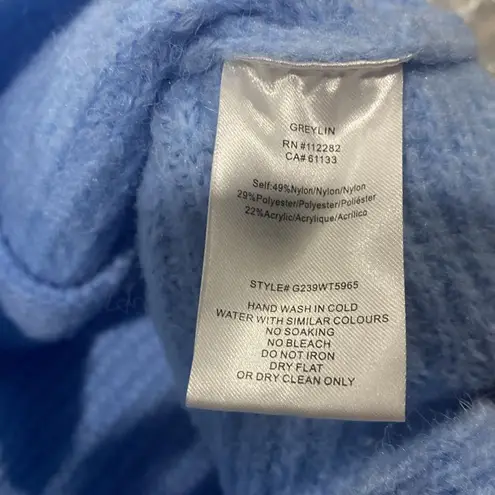 GREYLIN
RN #112282
CA# 61133
Self:49%Nylon/Nylon/Nylon
29%Polyester/Polyester/Poliéster
22%Acrylic/Acrylique/Acrílico
STYLE# G239WT5965
HAND WASH IN COLD
WATER WITH SIMILAR COLOURS
NO SOAKING
NO BLEACH
DO NOT IRON
DRY FLAT
OR DRY CLEAN ONLY